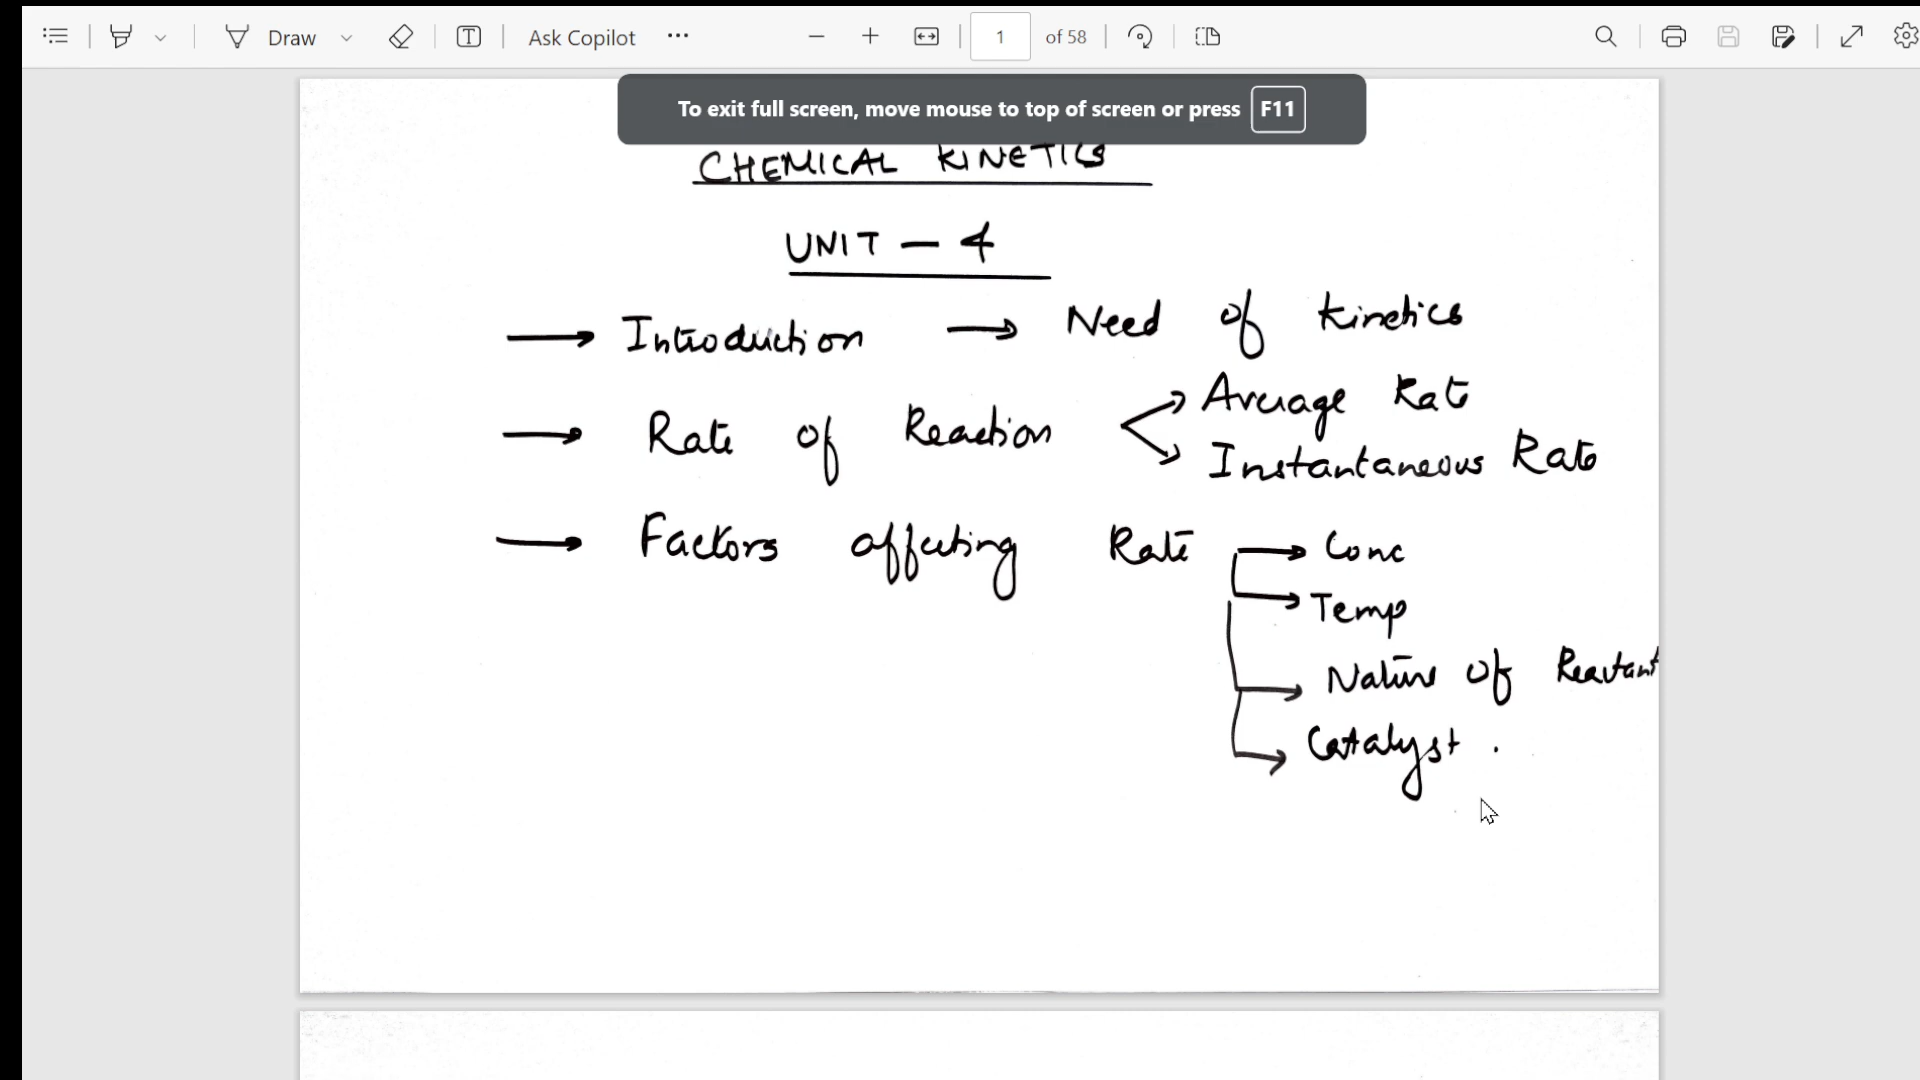 Draw Ask Copilot ... 1 of 58
To exit full screen, move mouse to top of screen or press F11
CHEMICAL KINETICS
UNIT - 4
→ Introduction → Need of Kinetics
→ Rate of Reaction → Average Rate
→ Instantaneous Rate
→ Factors affecting Rate → Conc
→ Temp
→ Nature of Reactant
→ Catalyst .